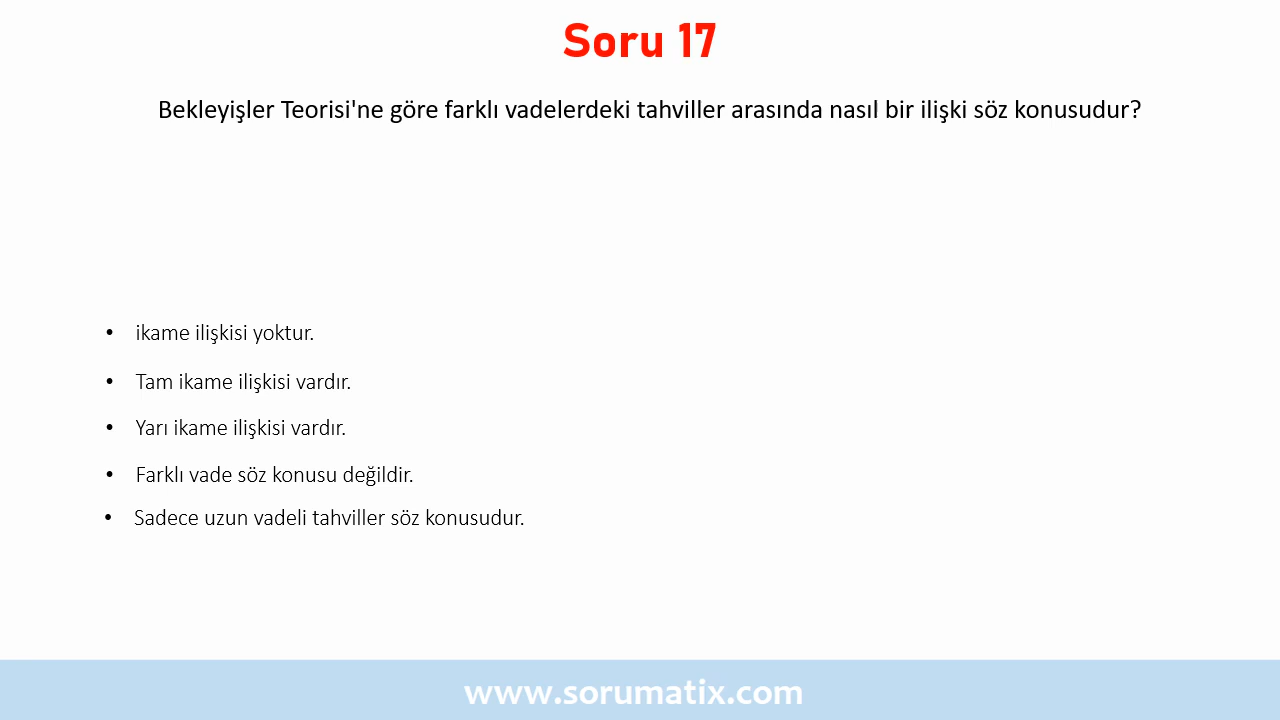 Soru 17
Bekleyişler Teorisi'ne göre farklı vadelerdeki tahviller arasında nasıl bir ilişki söz konusudur?
• ikame ilişkisi yoktur.
• Tam ikame ilişkisi vardır.
• Yarı ikame ilişkisi vardır.
• Farklı vade söz konusu değildir.
• Sadece uzun vadeli tahviller söz konusudur.
www.sorumatix.com